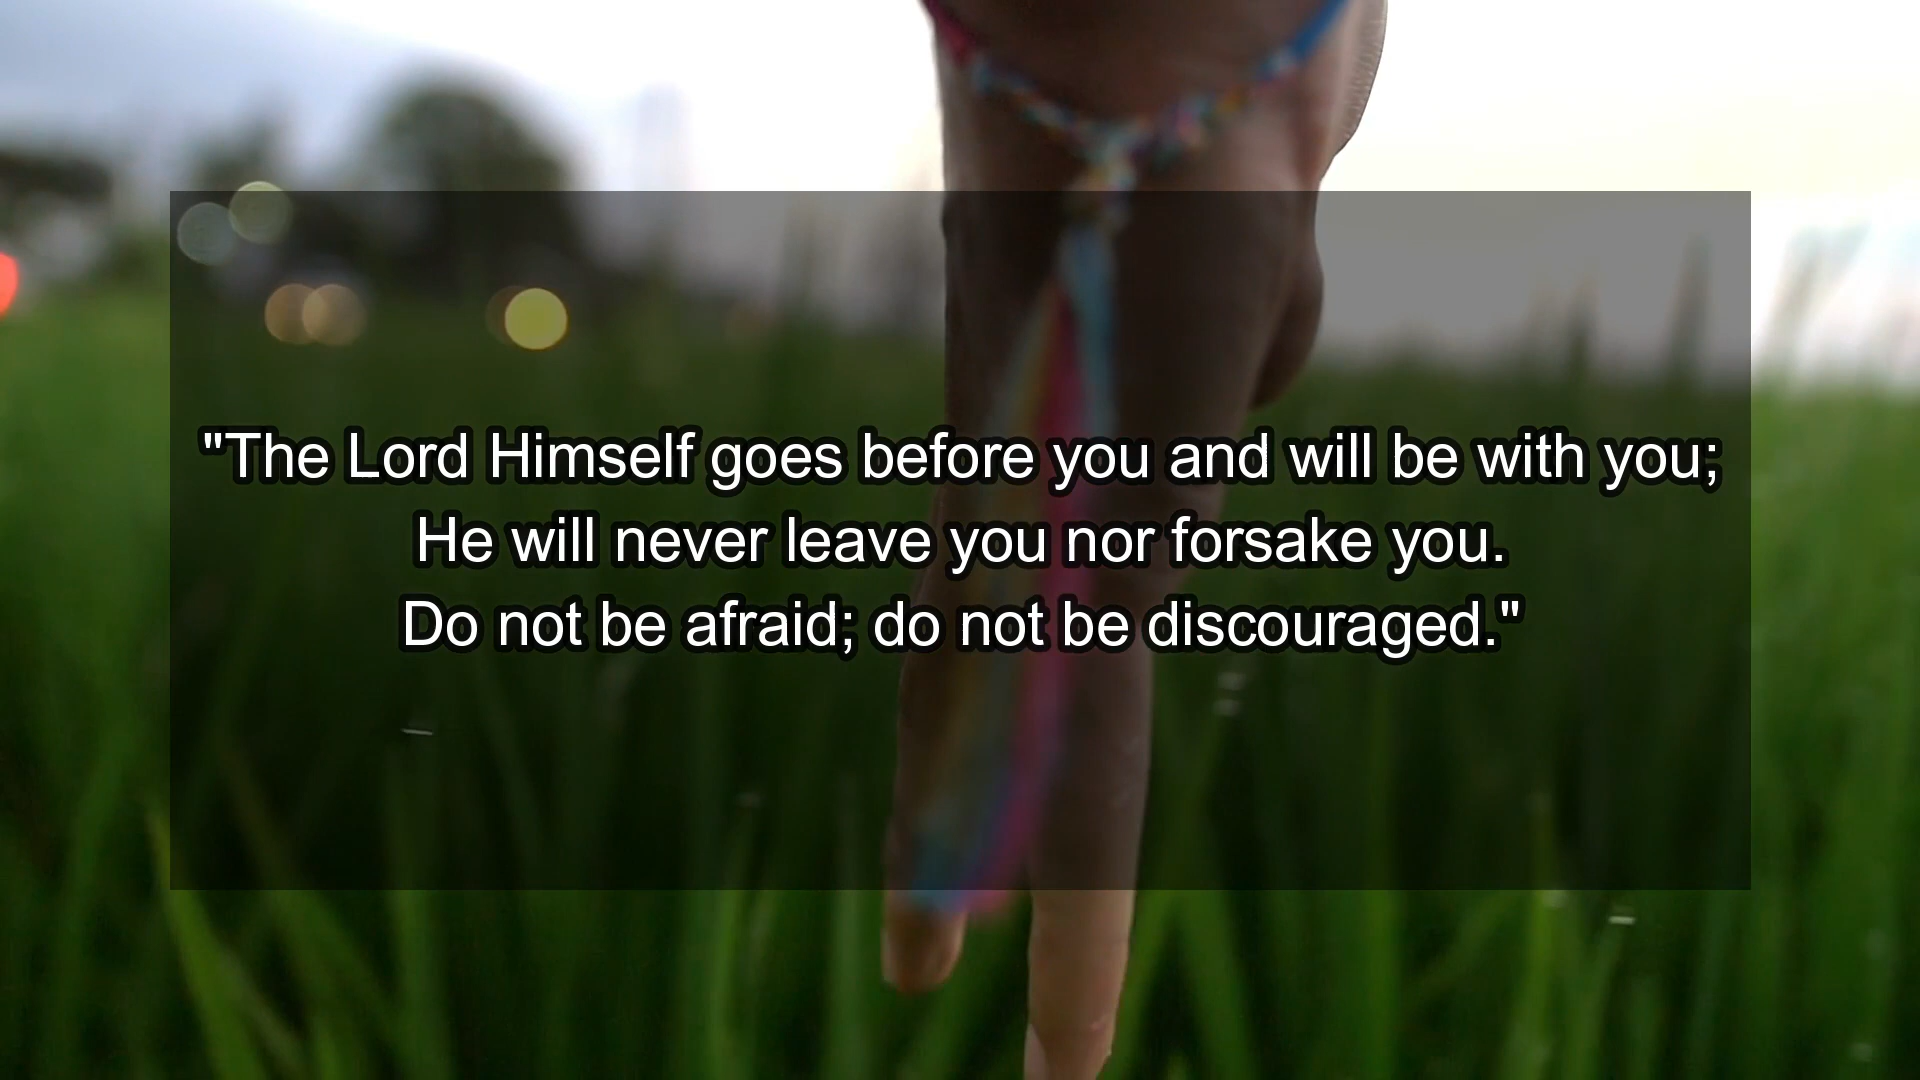 "The Lord Himself goes before you and will be with you;
He will never leave you nor forsake you.
Do not be afraid; do not be discouraged."